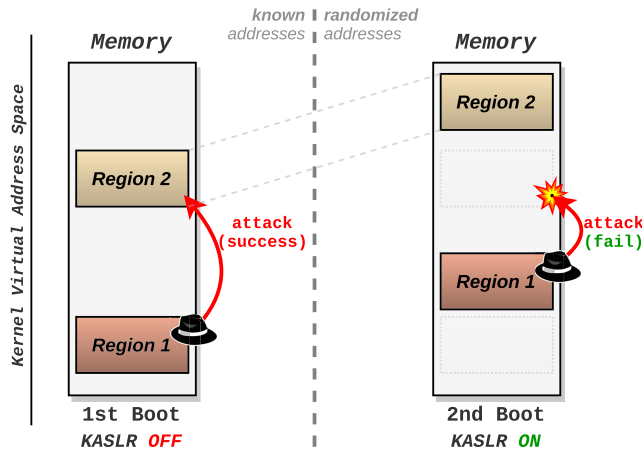 known randomized
addresses addresses
Memory
Memory
Kernel Virtual Address Space
Region 2
Region 2
attack
(success)
attack
(fail)
Region 1
Region 1
1st Boot
KASLR OFF
2nd Boot
KASLR ON